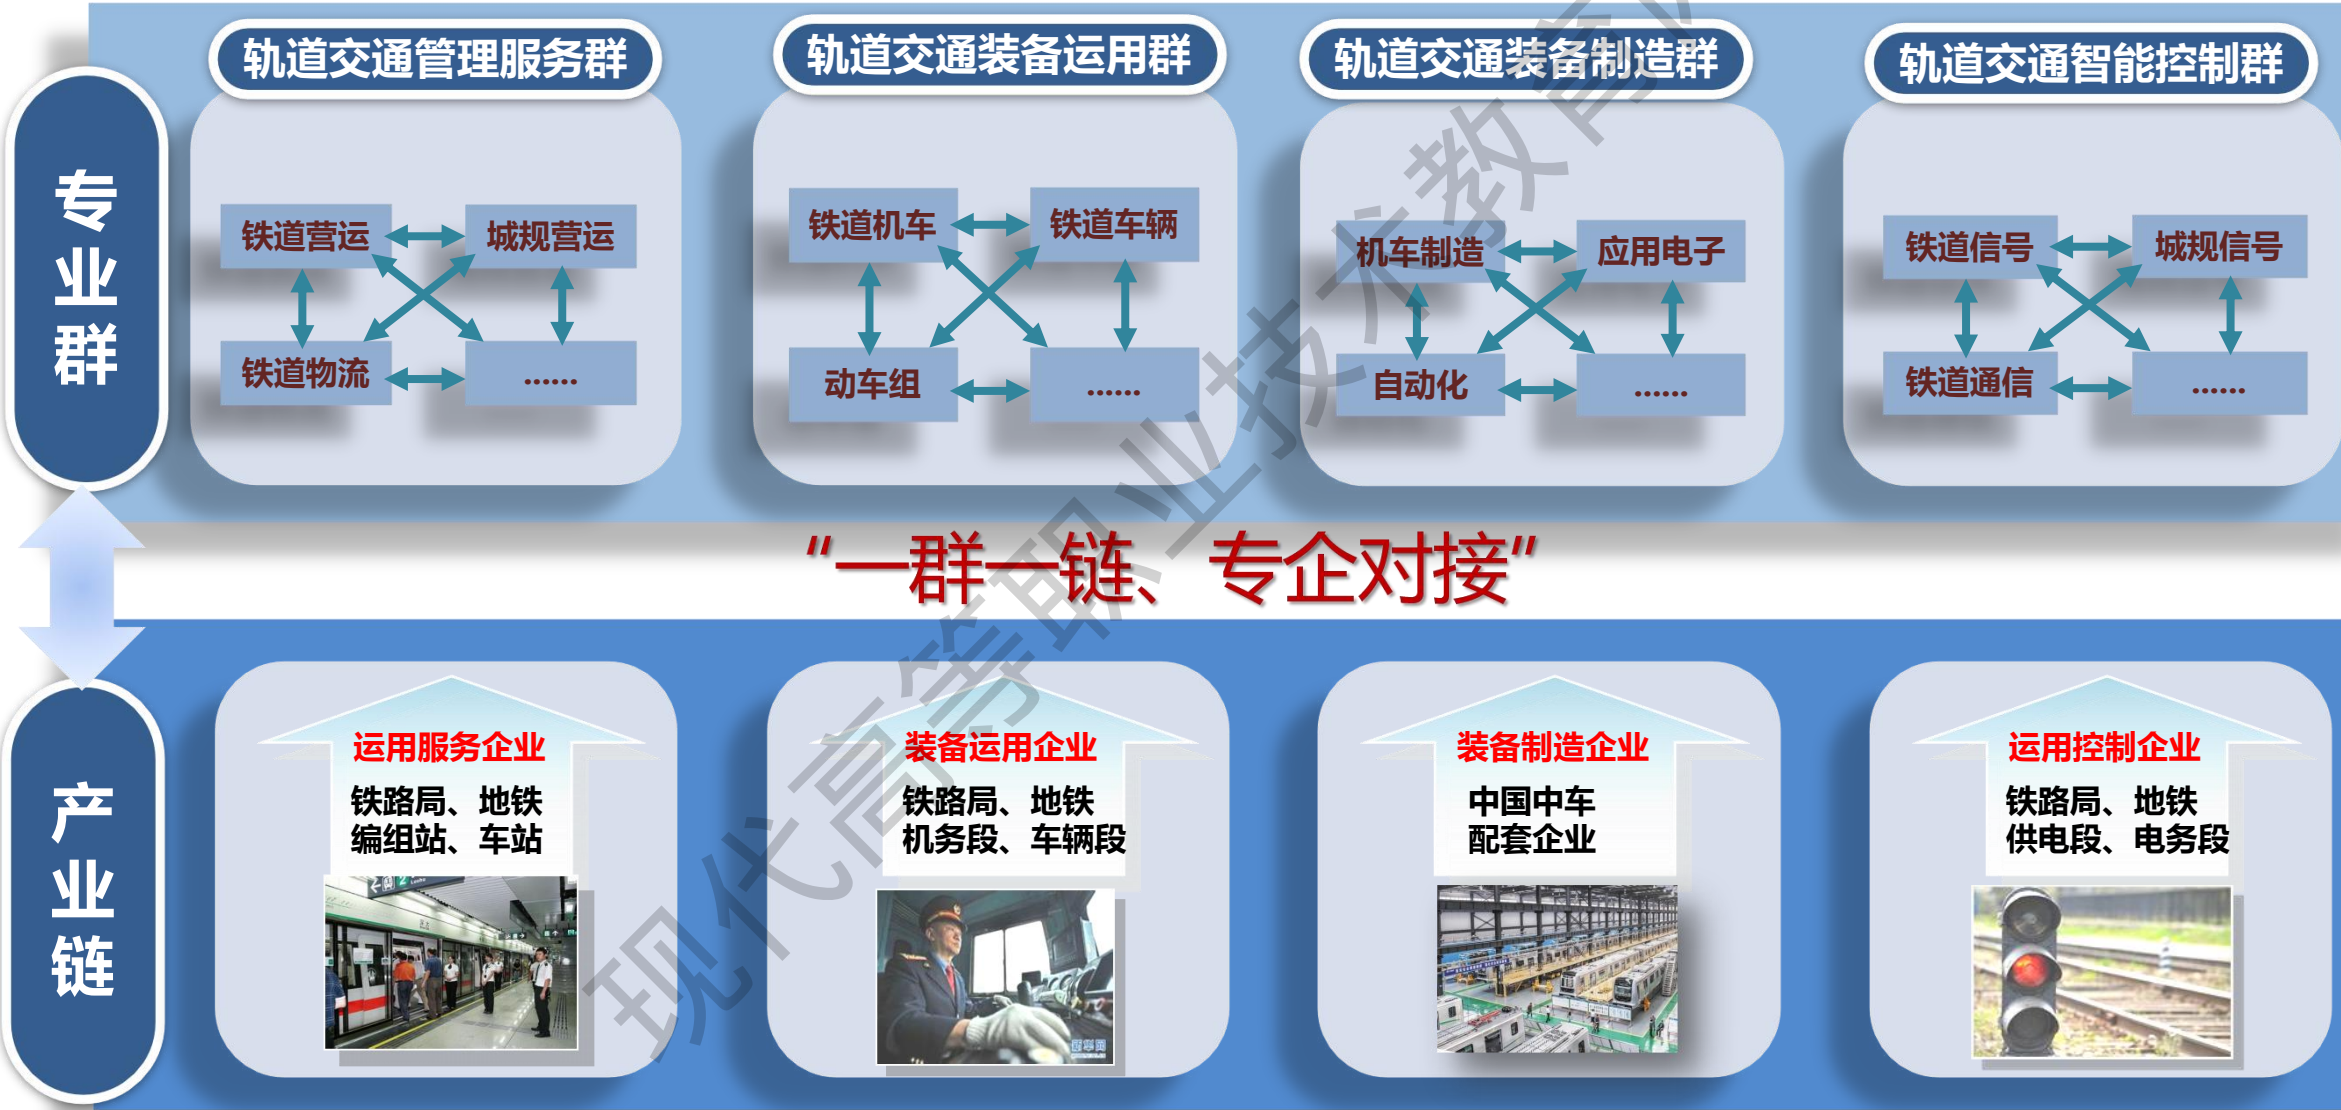 轨道交通管理服务群
轨道交通装备运用群
轨道交通装备制造群
轨道交通智能控制群
专业群
铁道营运
城规营运
铁道物流
......
铁道机车
铁道车辆
动车组
......
机车制造
应用电子
自动化
......
铁道信号
城规信号
铁道通信
......
“一群一链、专企对接”
产业链
运用服务企业
铁路局、地铁
编组站、车站
装备运用企业
铁路局、地铁
机务段、车辆段
装备制造企业
中国中车
配套企业
运用控制企业
铁路局、地铁
供电段、电务段
新华网
现代高等职业技术教育